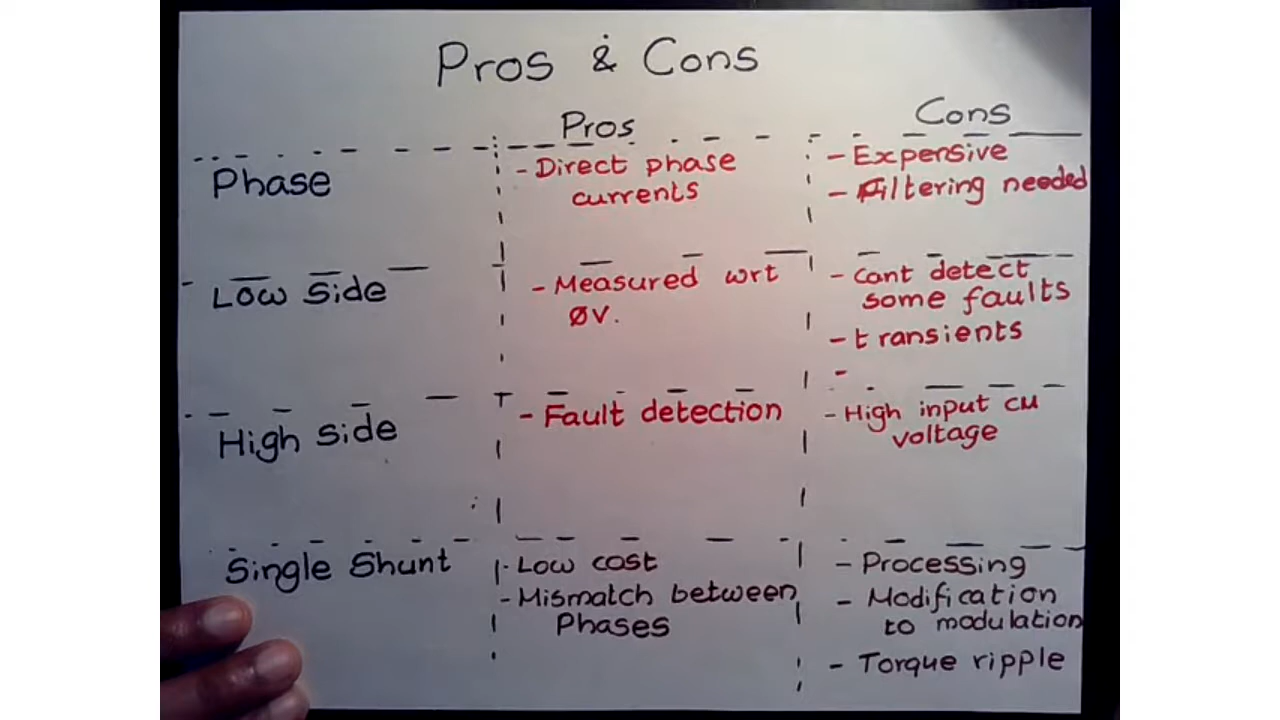 Pros & Cons
Pros
Cons
Phase
- Direct phase
currents
- Expensive
- Filtering needed
Low side
- Measured wrt
ØV.
- Cant detect
some faults
- transients
-
High side
- Fault detection
- High input CM
voltage
Single Shunt
- Low cost
- Mismatch between
Phases
- Processing
- Modification
to modulation
- Torque ripple